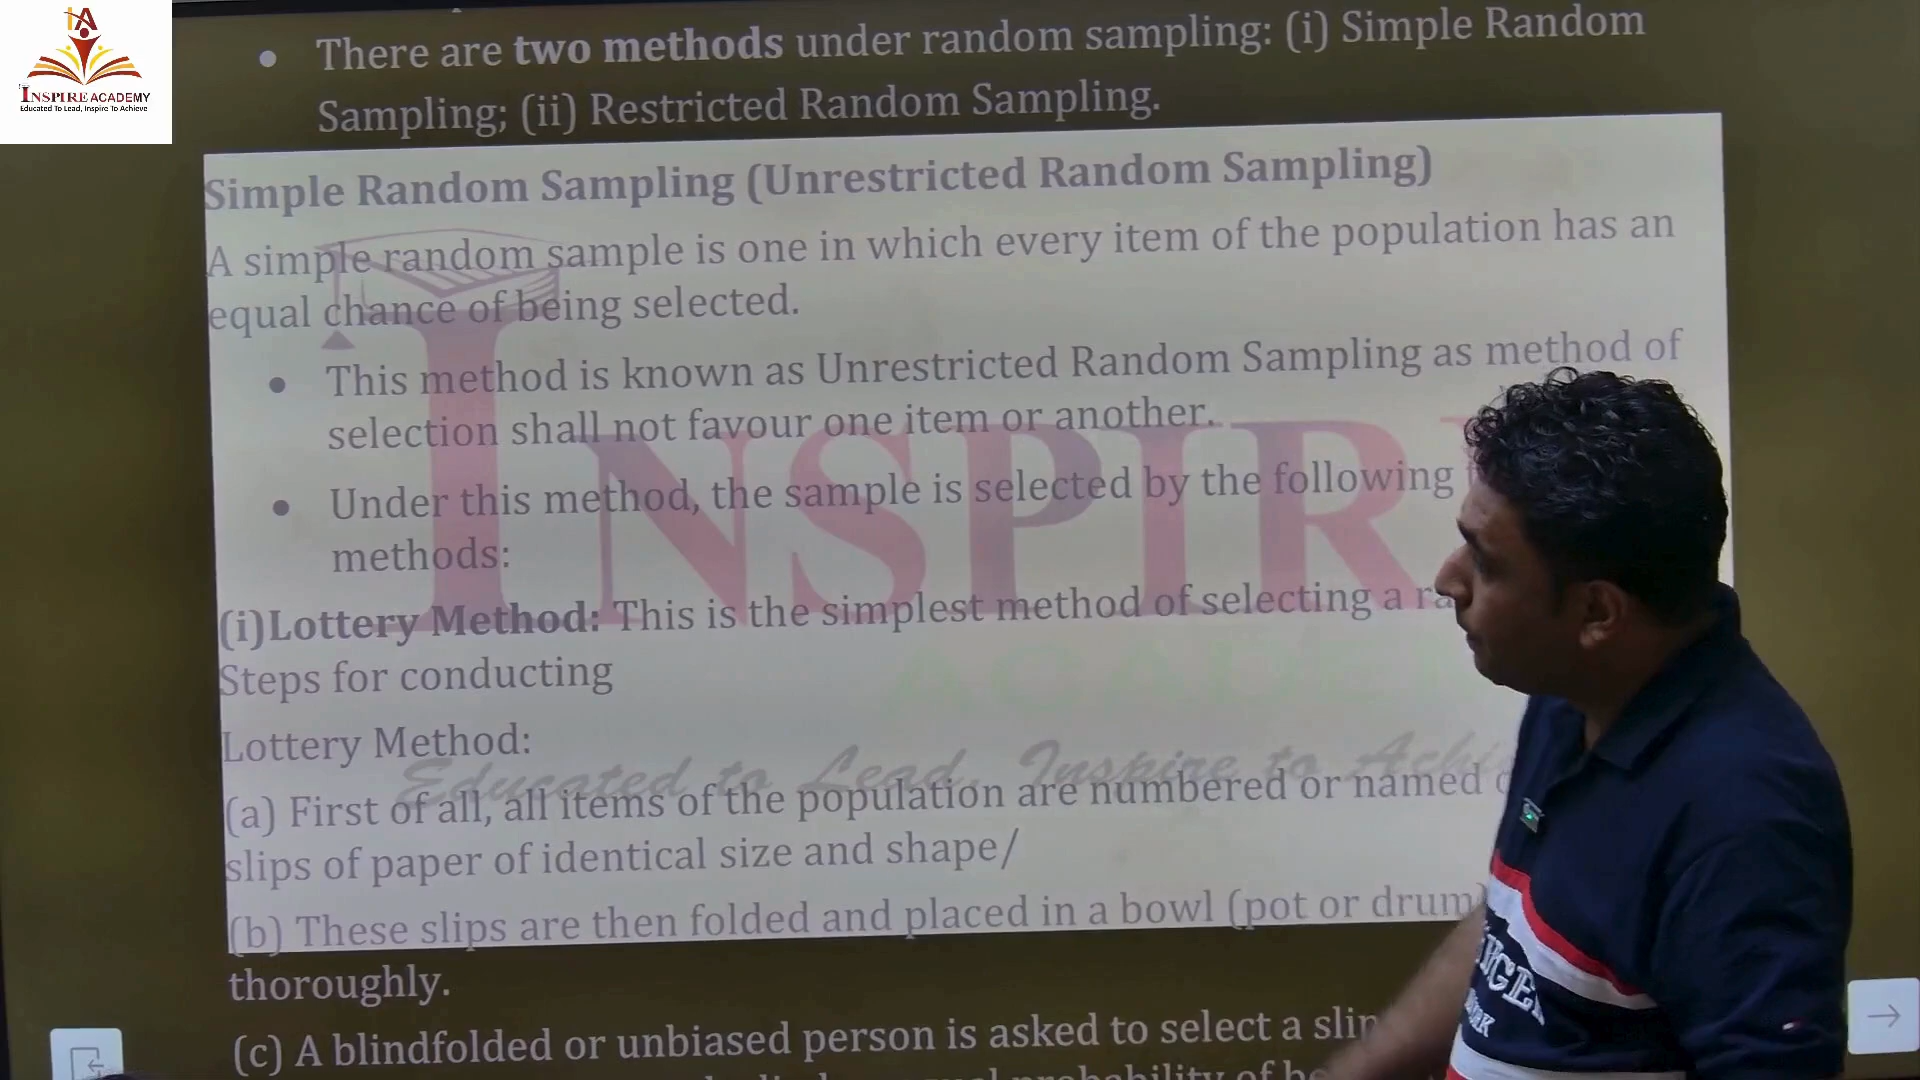 IA
INSPIRE ACADEMY
Educated To Lead, Inspire To Achieve
• There are two methods under random sampling: (i) Simple Random
Sampling; (ii) Restricted Random Sampling.
Simple Random Sampling (Unrestricted Random Sampling)
A simple random sample is one in which every item of the population has an
equal chance of being selected.
• This method is known as Unrestricted Random Sampling as method of
selection shall not favour one item or another.
• Under this method, the sample is selected by the following
methods:
(i)Lottery Method: This is the simplest method of selecting a
Steps for conducting
Lottery Method:
(a) First of all, all items of the population are numbered or named
slips of paper of identical size and shape/
(b) These slips are then folded and placed in a bowl (pot or drum)
thoroughly.
(c) A blindfolded or unbiased person is asked to select a slip
probability of
INSPIR
ACADE
Educated to Lead, Inspire to Achi